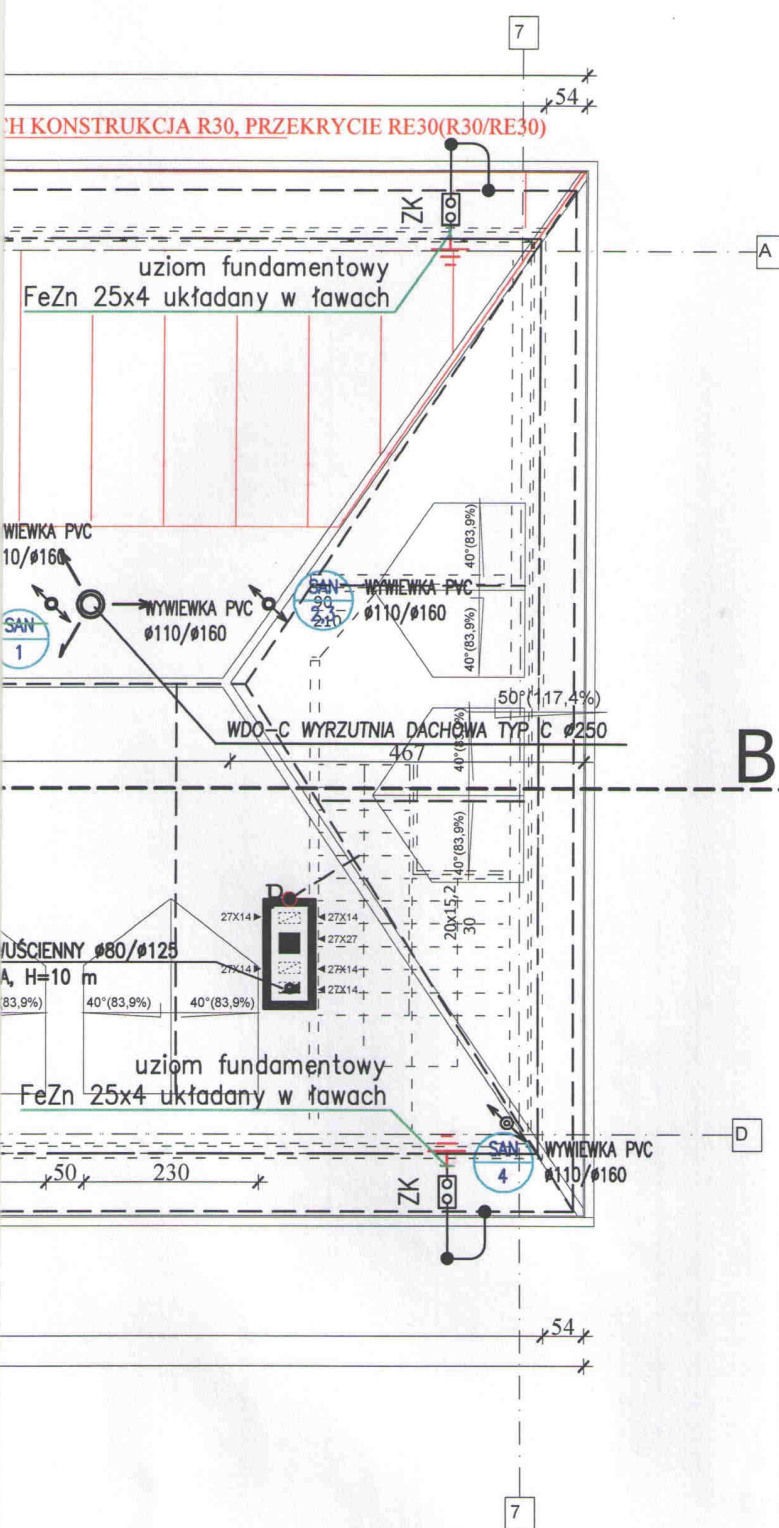 7
54
H KONSTRUKCJA R30, PRZEKRYCIE RE30(R30/RE30)
ZK
A
uziom fundamentowy
FeZn 25x4 układany w ławach
40°(83,9%)
WIEWKA PVC
10/ø160
WYWIEWKA PVC
ø110/ø160
SAN
1
SAN
WYWIEWKA PVC
ø110/ø160
40°(83,9%)
50°(117,4%)
WDO-C WYRZUTNIA DACHOWA TYP C ø250
467
40°(83,9%)
B
40°(83,9%)
20x15,2
30
27X14
27X14
27X27
27X14
27X14
27X14
UŚCIENNY ø80/ø125
A, H=10 m
(83,9%)
40°(83,9%)
40°(83,9%)
uziom fundamentowy
FeZn 25x4 układany w ławach
D
SAN
4
WYWIEWKA PVC
ø110/ø160
50
230
ZK
54
7